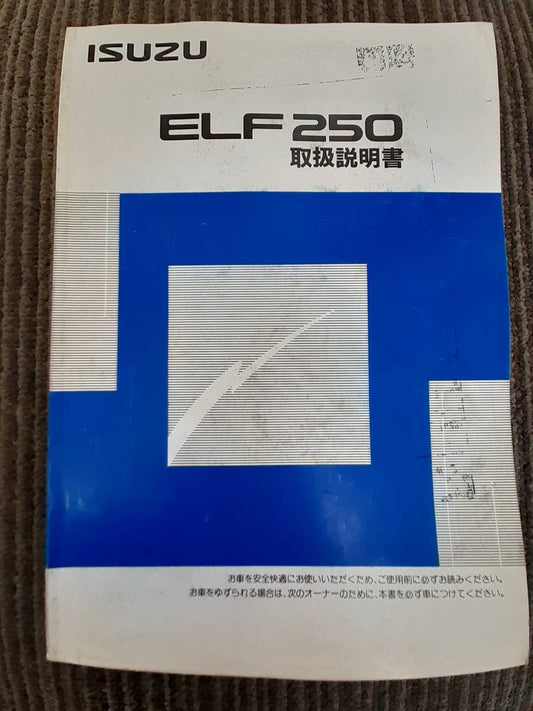 ISUZU
ELF 250
取扱説明書
お車を安全快適にお使いいただくため、ご使用前に必ずお読みください。
お車をゆずられる場合は、次のオーナーのために、本書を必ず車につけてください。